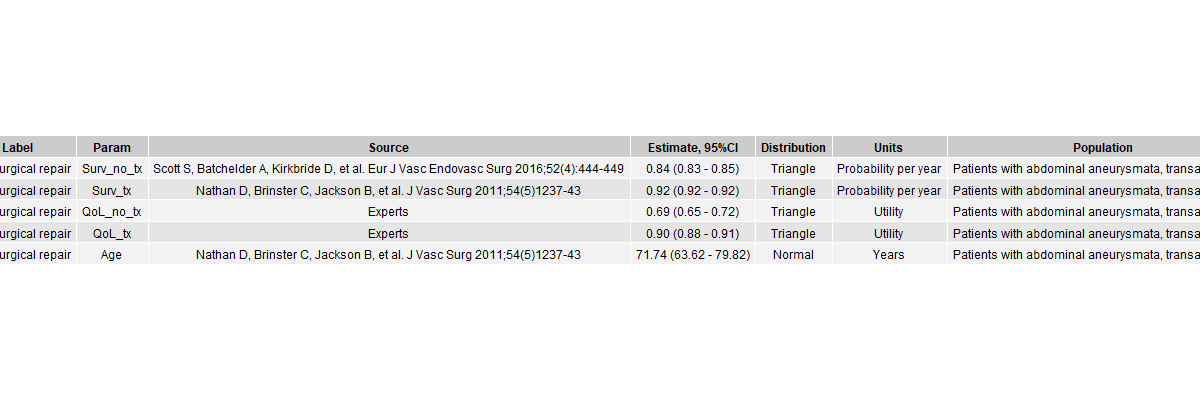 Label Param Source Estimate, 95%CI Distribution Units Population
urgical repair Surv_no_tx Scott S, Batchelder A, Kirkbride D, et al. Eur J Vasc Endovasc Surg 2016;52(4):444-449 0.84 (0.83 - 0.85) Triangle Probability per year Patients with abdominal aneurysmata, transa
urgical repair Surv_tx Nathan D, Brinster C, Jackson B, et al. J Vasc Surg 2011;54(5)1237-43 0.92 (0.92 - 0.92) Triangle Probability per year Patients with abdominal aneurysmata, transa
urgical repair QoL_no_tx Experts 0.69 (0.65 - 0.72) Triangle Utility Patients with abdominal aneurysmata, transa
urgical repair QoL_tx Experts 0.90 (0.88 - 0.91) Triangle Utility Patients with abdominal aneurysmata, transa
urgical repair Age Nathan D, Brinster C, Jackson B, et al. J Vasc Surg 2011;54(5)1237-43 71.74 (63.62 - 79.82) Normal Years Patients with abdominal aneurysmata, transa